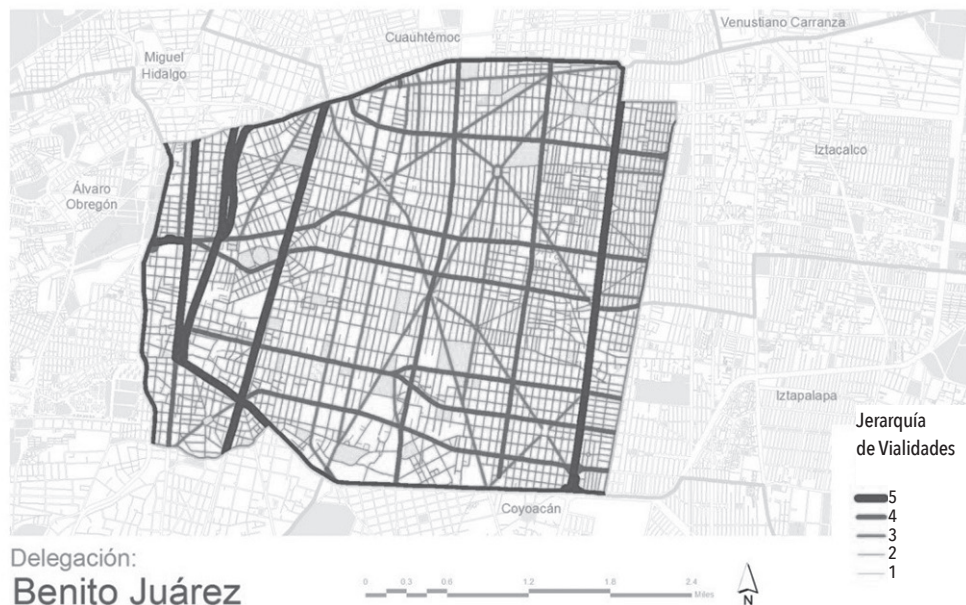 Venustiano Carranza
Cuauhtémoc
Miguel
Hidalgo
Iztacalco
Álvaro
Obregón
Iztapalapa
Jerarquía
de Vialidades
5
4
3
2
1
Coyoacán
Delegación:
Benito Juárez
0 0.3 0.6 1.2 1.8 2.4
Miles
N